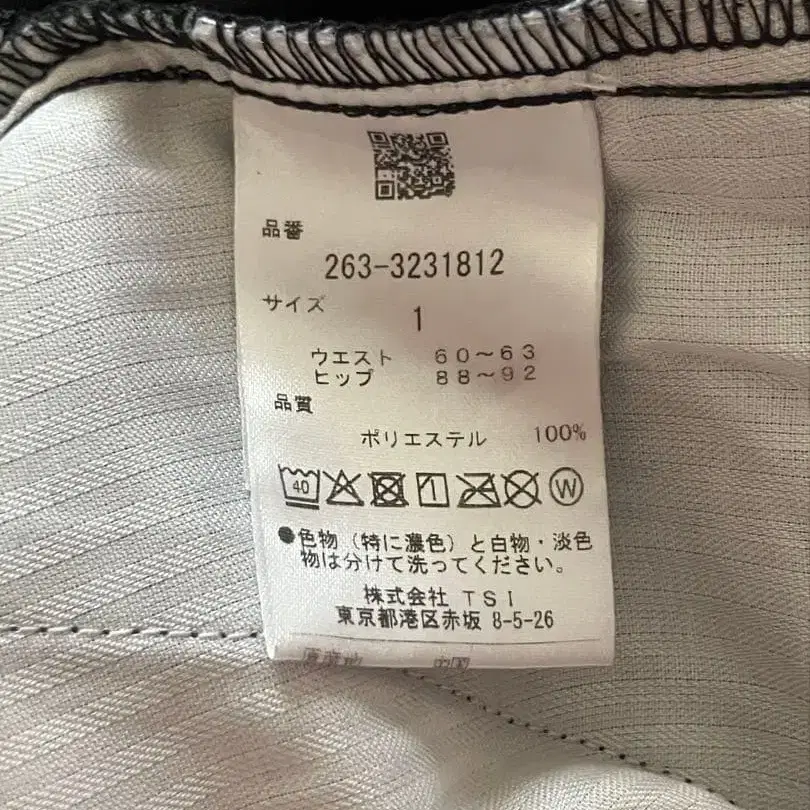 品番
263-3231812
サイズ
1
ウエスト 60〜63
ヒップ 88〜92
品質
ポリエステル 100%
40 W
●色物（特に濃色）と白物・淡色
物は分けて洗ってください。
株式会社 TSI
東京都港区赤坂 8-5-26